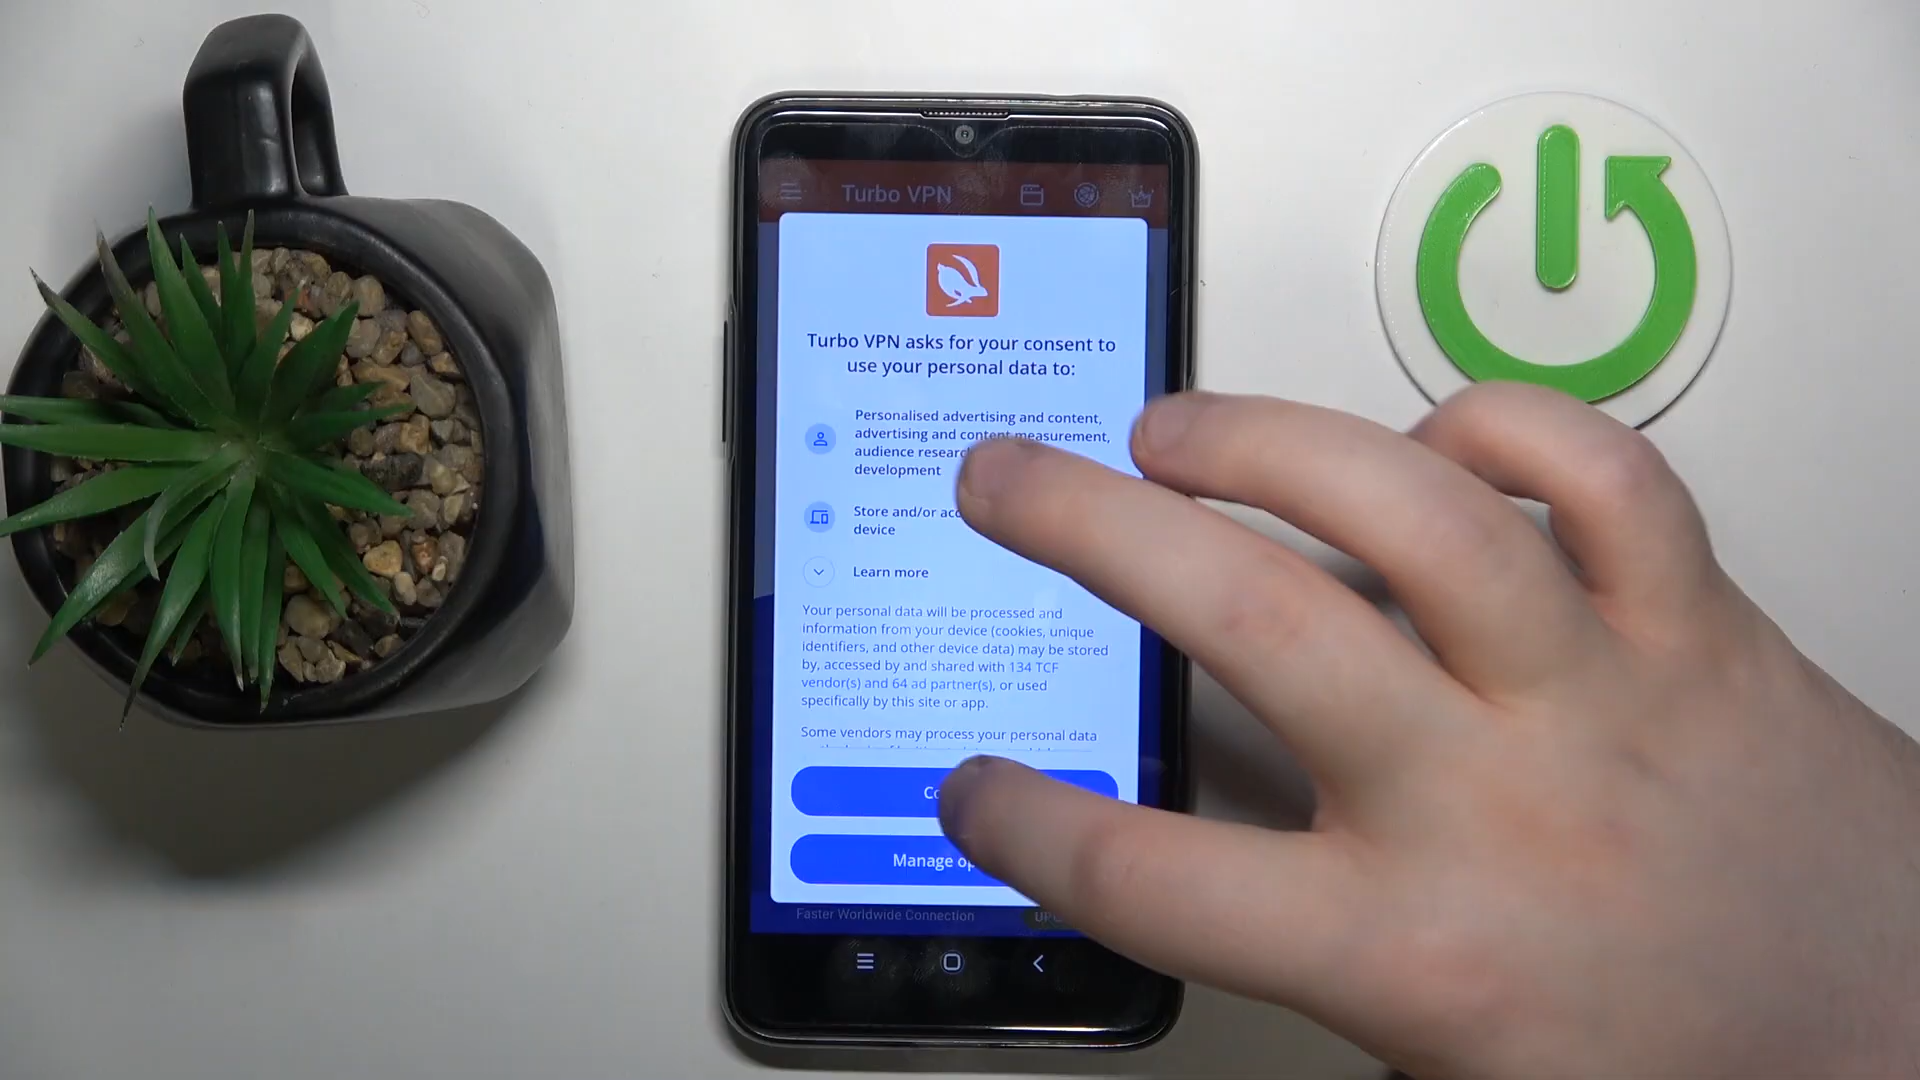 Turbo VPN
Turbo VPN asks for your consent to
use your personal data to:
Personalised advertising and content,
advertising and content measurement,
audience research
development
Store and/or
device
Learn more
Your personal data will be processed and
information from your device (cookies, unique
identifiers, and other device data) may be stored
by, accessed by and shared with 134 TCF
vendor(s) and 64 ad partner(s), or used
specifically by this site or app.
Some vendors may process your personal data
Manage
Faster Worldwide Connection